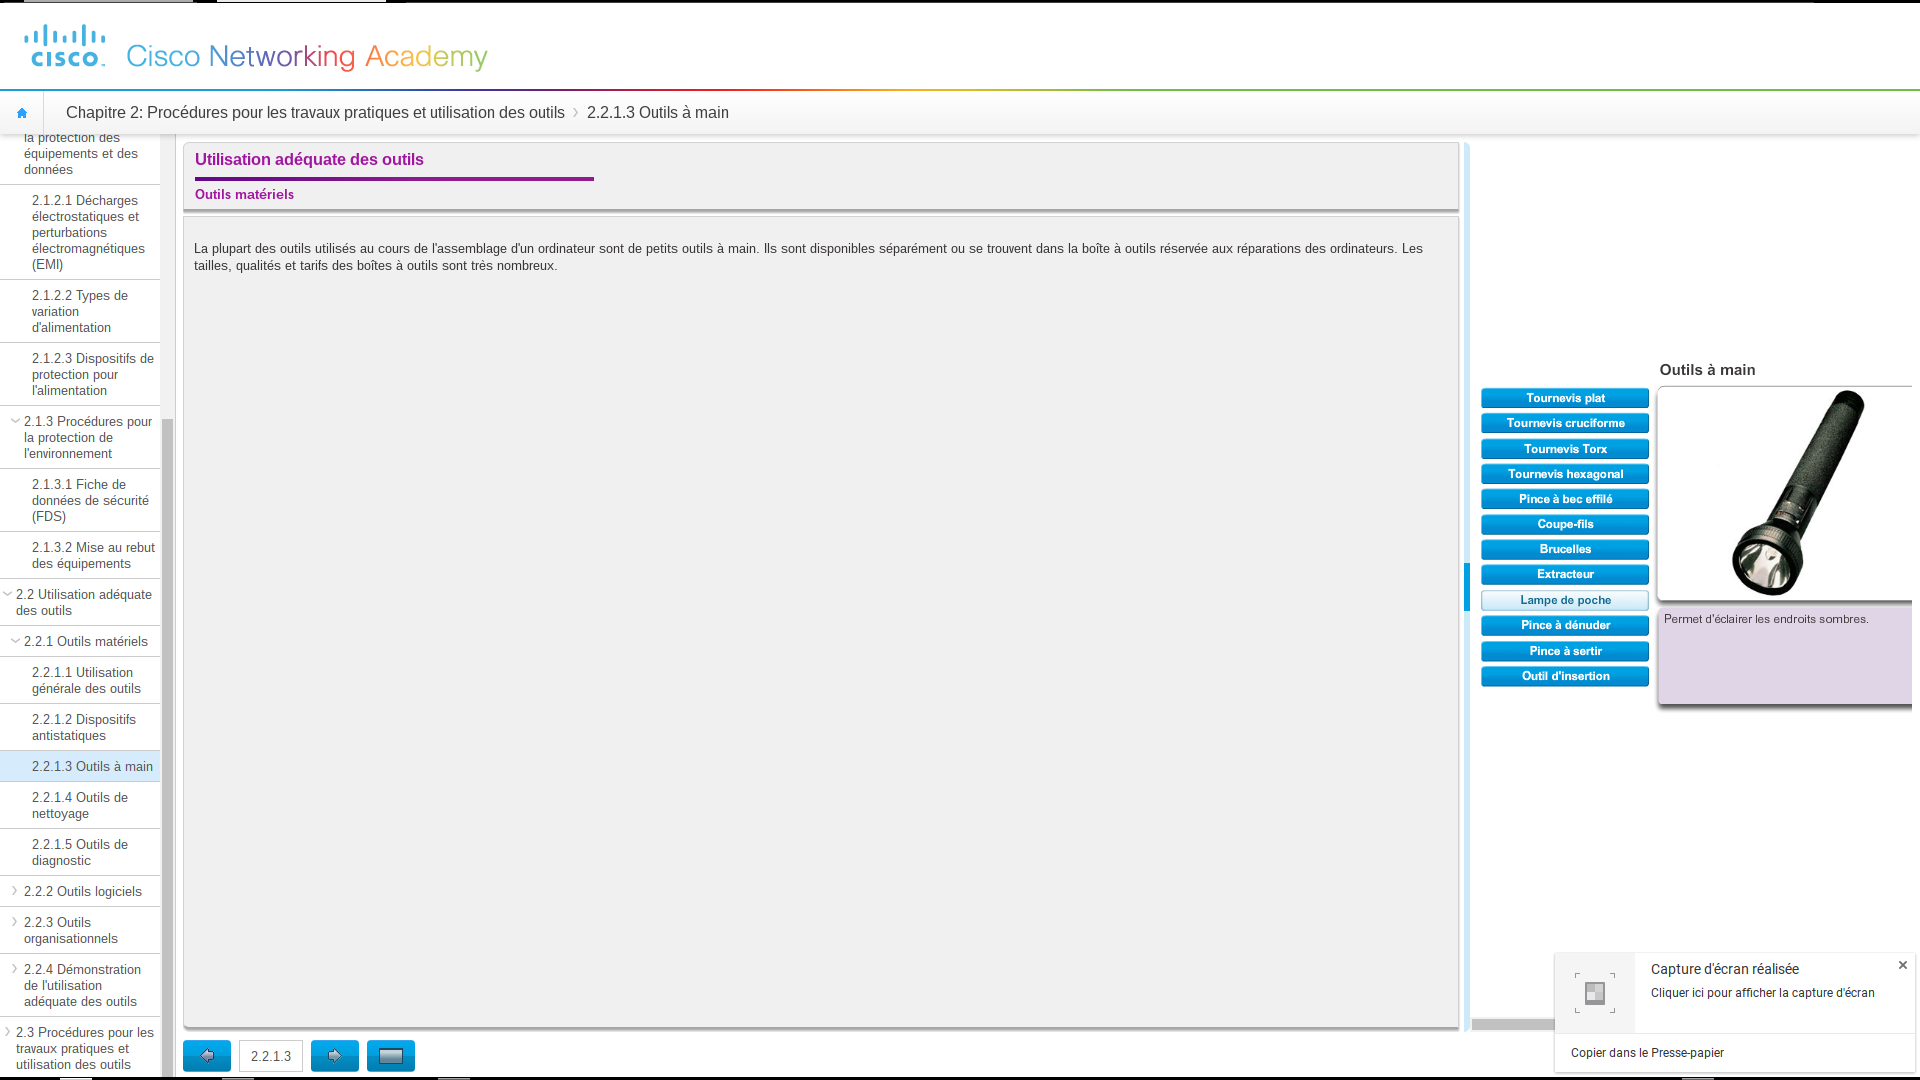 CISCO
Cisco Networking Academy
Chapitre 2: Procédures pour les travaux pratiques et utilisation des outils
2.2.1.3 Outils à main
la protection des
équipements et des
données
2.1.2.1 Décharges
électrostatiques et
perturbations
électromagnétiques
(EMI)
2.1.2.2 Types de
variation
d'alimentation
2.1.2.3 Dispositifs de
protection pour
l'alimentation
2.1.3 Procédures pour
la protection de
l'environnement
2.1.3.1 Fiche de
données de sécurité
(FDS)
2.1.3.2 Mise au rebut
des équipements
2.2 Utilisation adéquate
des outils
2.2.1 Outils matériels
2.2.1.1 Utilisation
générale des outils
2.2.1.2 Dispositifs
antistatiques
2.2.1.3 Outils à main
2.2.1.4 Outils de
nettoyage
2.2.1.5 Outils de
diagnostic
2.2.2 Outils logiciels
2.2.3 Outils
organisationnels
2.2.4 Démonstration
de l'utilisation
adéquate des outils
2.3 Procédures pour les
travaux pratiques et
utilisation des outils
Utilisation adéquate des outils
Outils matériels
La plupart des outils utilisés au cours de l'assemblage d'un ordinateur sont de petits outils à main. Ils sont disponibles séparément ou se trouvent dans la boîte à outils réservée aux réparations des ordinateurs. Les
tailles, qualités et tarifs des boîtes à outils sont très nombreux.
2.2.1.3
Outils à main
Tournevis plat
Tournevis cruciforme
Tournevis Torx
Tournevis hexagonal
Pince à bec effilé
Coupe-fils
Brucelles
Extracteur
Lampe de poche
Pince à dénuder
Pince à sertir
Outil d'insertion
Permet d'éclairer les endroits sombres.
Capture d'écran réalisée
Cliquer ici pour afficher la capture d'écran
Copier dans le Presse-papier